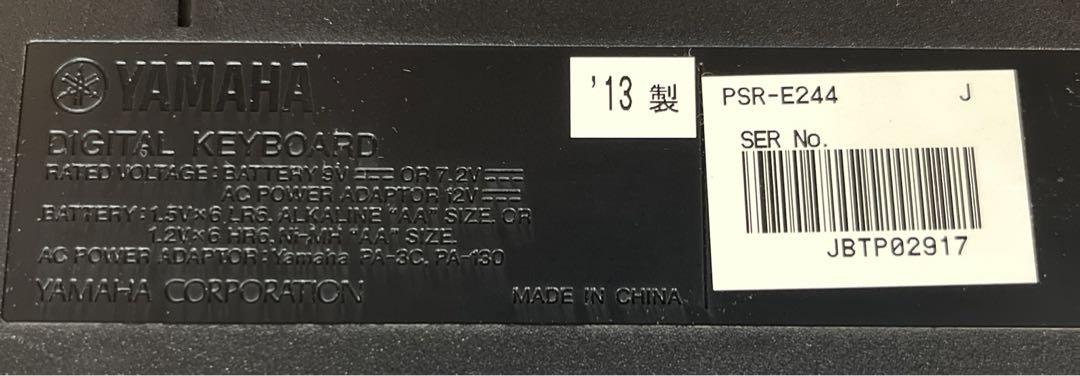 YAMAHA
DIGITAL KEYBOARD
RATED VOLTAGE: BATTERY 9V OR 7.2V
AC POWER ADAPTOR 12V
BATTERY: 1.5V×6 LR6, ALKALINE "AA" SIZE, OR
1.2V×6 HR6, Ni-MH "AA" SIZE
AC POWER ADAPTOR: Yamaha PA-3C, PA-130
YAMAHA CORPORATION
MADE IN CHINA
'13 製
PSR-E244 J
SER No.
JBTP02917